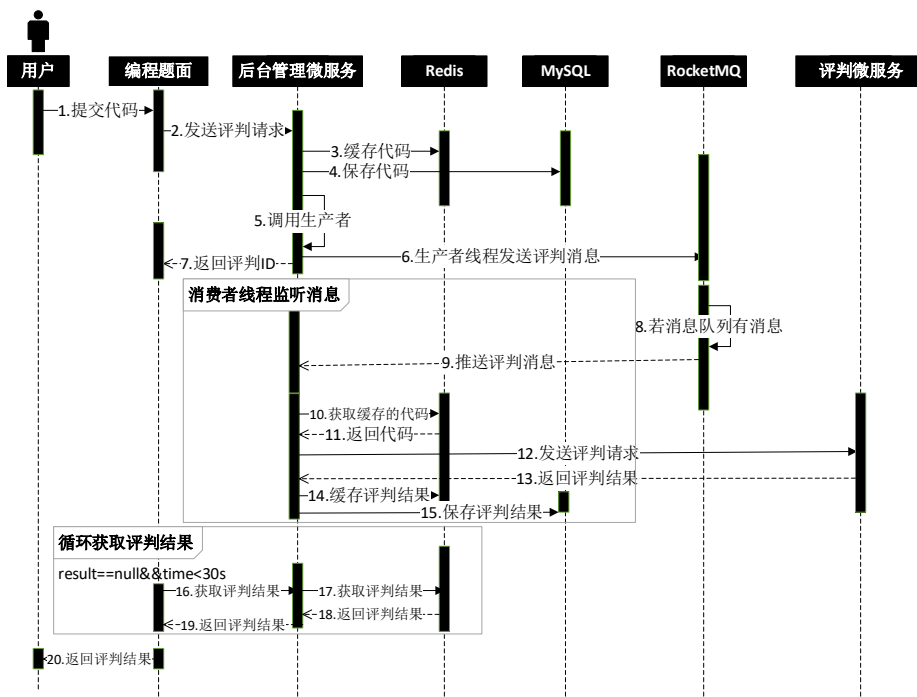 用户
编程题面
后台管理微服务
Redis
MySQL
RocketMQ
评判微服务
1.提交代码
2.发送评判请求
3.缓存代码
4.保存代码
5.调用生产者
6.生产者线程发送评判消息
7.返回评判ID
消费者线程监听消息
8.若消息队列有消息
9.推送评判消息
10.获取缓存的代码
11.返回代码
12.发送评判请求
13.返回评判结果
14.缓存评判结果
15.保存评判结果
循环获取评判结果
result==null&&time<30s
16.获取评判结果
17.获取评判结果
18.返回评判结果
19.返回评判结果
20.返回评判结果